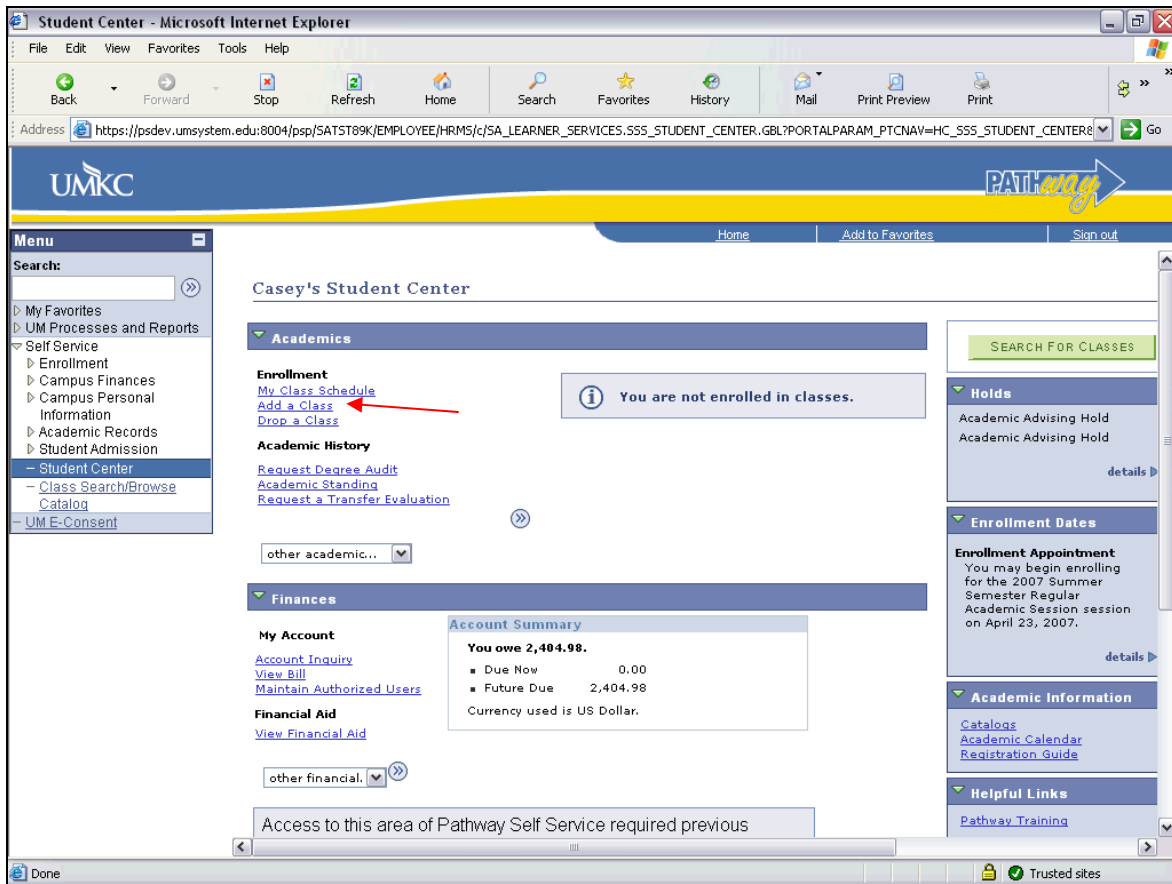 Student Center - Microsoft Internet Explorer
File Edit View Favorites Tools Help
Back Forward Stop Refresh Home Search Favorites History Mail Print Preview Print
Address https://psdev.umsystem.edu:8004/psp/SATST89K/EMPLOYEE/HRMS/c/SA_LEARNER_SERVICES.SSS_STUDENT_CENTER.GBL?PORTALPARAM_PTCNAV=HC_SSS_STUDENT_CENTER& Go
UMKC
PATHway
Home Add to Favorites Sign out
Menu
Search:
My Favorites
UM Processes and Reports
Self Service
Enrollment
Campus Finances
Campus Personal
Information
Academic Records
Student Admission
– Student Center
– Class Search/Browse
Catalog
– UM E-Consent
Casey's Student Center
Academics
Enrollment
My Class Schedule
Add a Class
Drop a Class
You are not enrolled in classes.
Academic History
Request Degree Audit
Academic Standing
Request a Transfer Evaluation
other academic...
Finances
My Account
Account Inquiry
View Bill
Maintain Authorized Users
Financial Aid
View Financial Aid
other financial.
Account Summary
You owe 2,404.98.
Due Now 0.00
Future Due 2,404.98
Currency used is US Dollar.
Access to this area of Pathway Self Service required previous
SEARCH FOR CLASSES
Holds
Academic Advising Hold
Academic Advising Hold
details
Enrollment Dates
Enrollment Appointment
You may begin enrolling
for the 2007 Summer
Semester Regular
Academic Session session
on April 23, 2007.
details
Academic Information
Catalogs
Academic Calendar
Registration Guide
Helpful Links
Pathway Training
Done Trusted sites